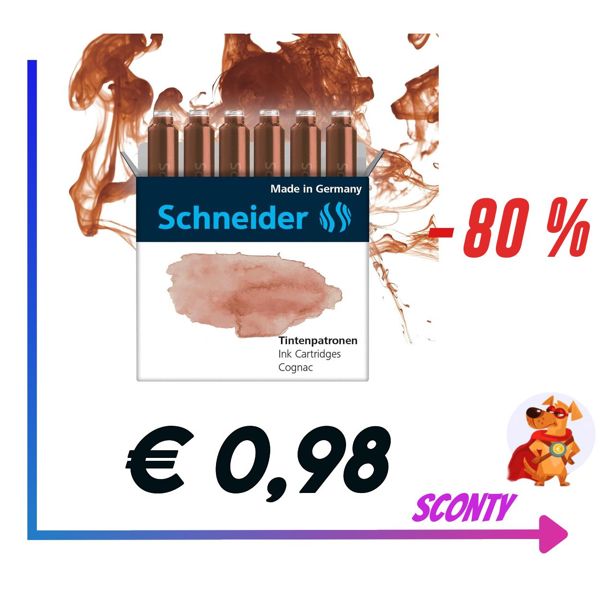 Made in Germany
Schneider
Tintenpatronen
Ink Cartridges
Cognac
-80 %
€ 0,98
SCONTY